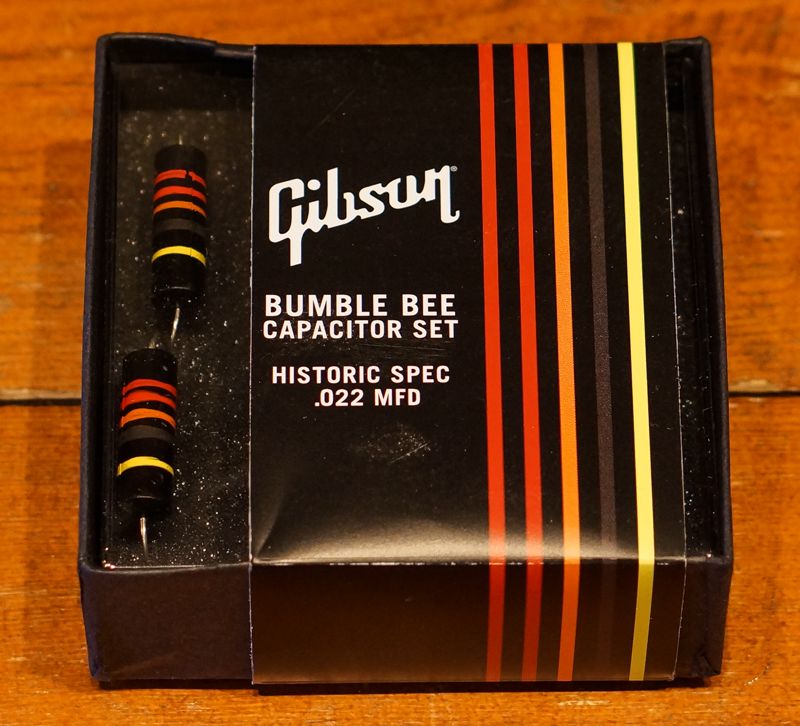 Gibson®
BUMBLE BEE
CAPACITOR SET
HISTORIC SPEC
.022 MFD